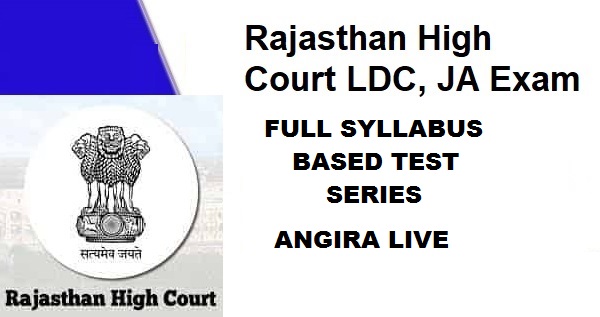 Rajasthan High
Court LDC, JA Exam
FULL SYLLABUS
BASED TEST
SERIES
ANGIRA LIVE
सत्यमेव जयते
Rajasthan High Court